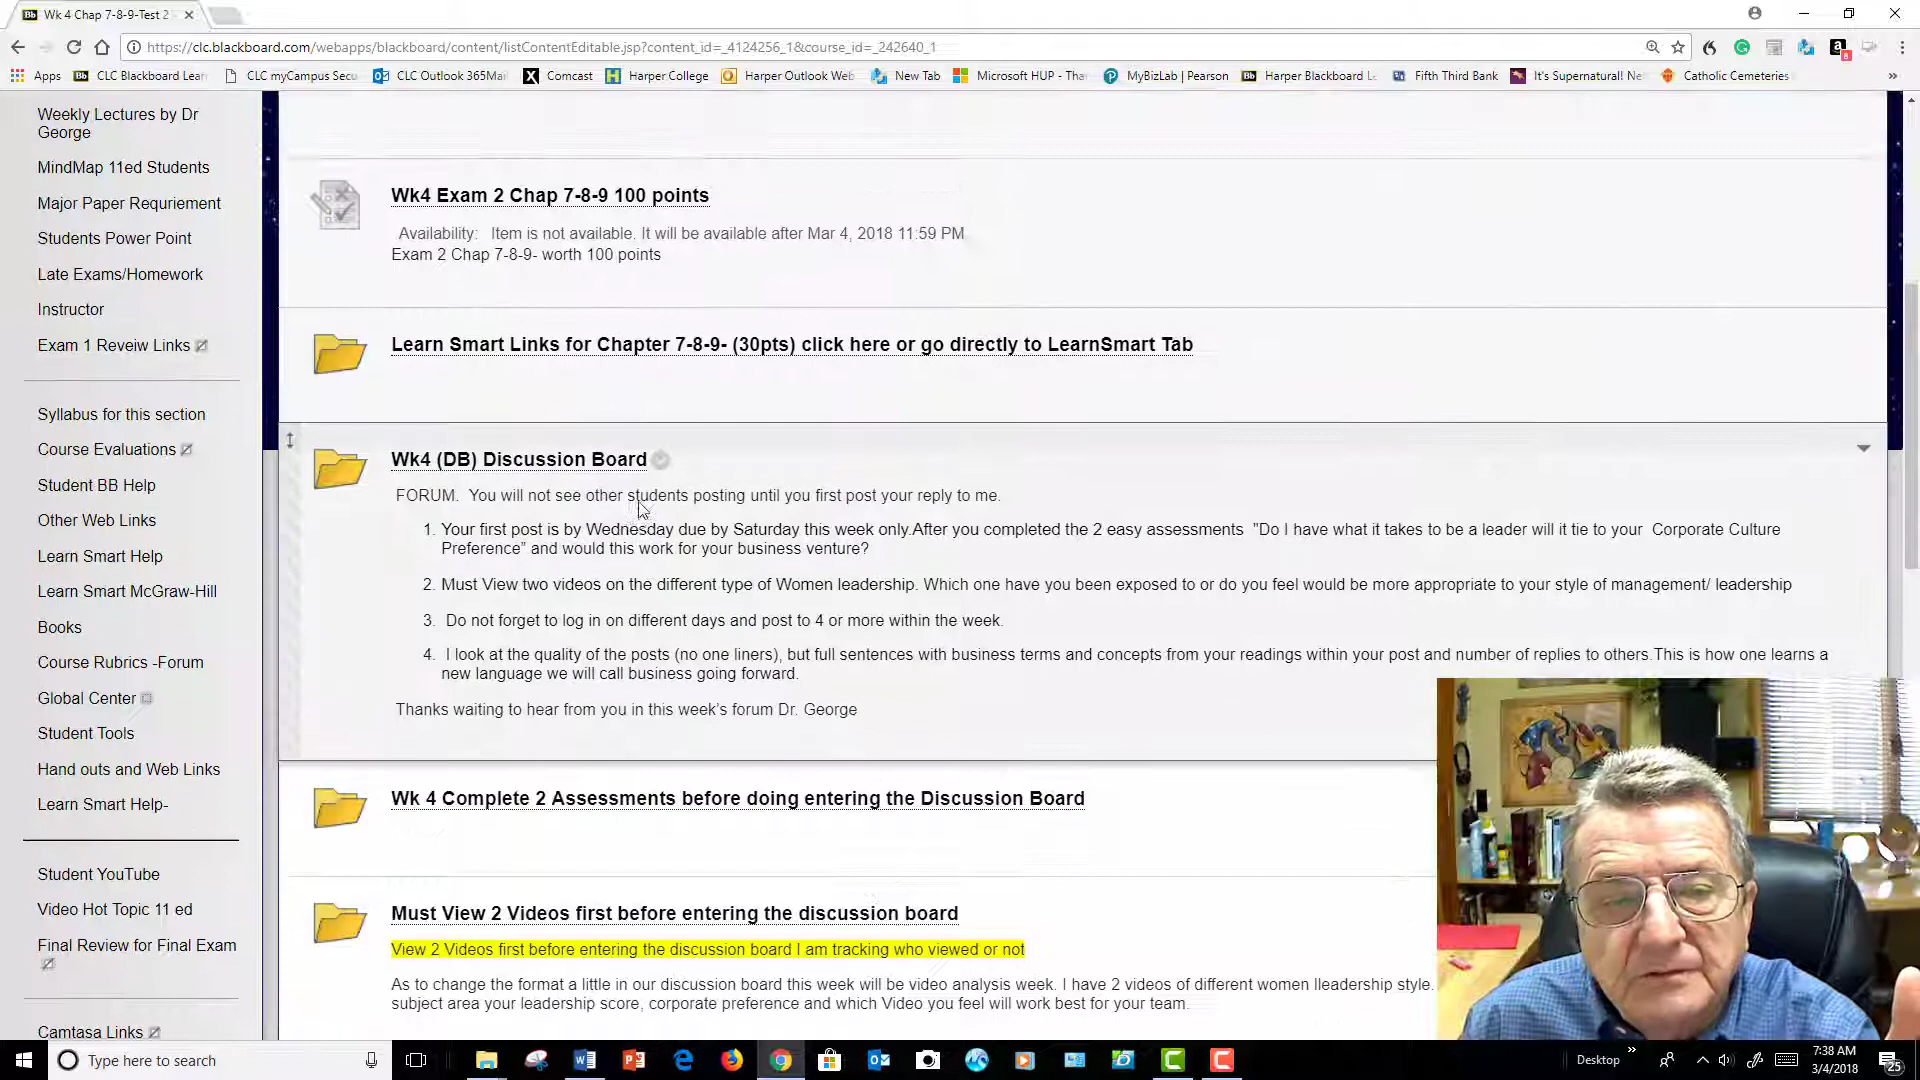 Wk 4 Chap 7-8-9-Test 2
https://clc.blackboard.com/webapps/blackboard/content/listContentEditable.jsp?content_id=_4124256_1&course_id=_242640_1
Apps CLC Blackboard Lear CLC myCampus Secu CLC Outlook 365Mai Comcast Harper College Harper Outlook Web New Tab Microsoft HUP - Tha MyBizLab | Pearson Harper Blackboard L Fifth Third Bank It's Supernatural! Ne Catholic Cemeteries »
Weekly Lectures by Dr
George
MindMap 11ed Students
Major Paper Requriement
Students Power Point
Late Exams/Homework
Instructor
Exam 1 Reveiw Links
Syllabus for this section
Course Evaluations
Student BB Help
Other Web Links
Learn Smart Help
Learn Smart McGraw-Hill
Books
Course Rubrics -Forum
Global Center
Student Tools
Hand outs and Web Links
Learn Smart Help-
Student YouTube
Video Hot Topic 11 ed
Final Review for Final Exam
Camtasa Links
Wk4 Exam 2 Chap 7-8-9 100 points
Availability: Item is not available. It will be available after Mar 4, 2018 11:59 PM
Exam 2 Chap 7-8-9- worth 100 points
Learn Smart Links for Chapter 7-8-9- (30pts) click here or go directly to LearnSmart Tab
Wk4 (DB) Discussion Board
FORUM. You will not see other students posting until you first post your reply to me.
1. Your first post is by Wednesday due by Saturday this week only.After you completed the 2 easy assessments "Do I have what it takes to be a leader will it tie to your Corporate Culture
Preference” and would this work for your business venture?
2. Must View two videos on the different type of Women leadership. Which one have you been exposed to or do you feel would be more appropriate to your style of management/ leadership
3. Do not forget to log in on different days and post to 4 or more within the week.
4. I look at the quality of the posts (no one liners), but full sentences with business terms and concepts from your readings within your post and number of replies to others.This is how one learns a
new language we will call business going forward.
Thanks waiting to hear from you in this week’s forum Dr. George
Wk 4 Complete 2 Assessments before doing entering the Discussion Board
Must View 2 Videos first before entering the discussion board
View 2 Videos first before entering the discussion board I am tracking who viewed or not
As to change the format a little in our discussion board this week will be video analysis week. I have 2 videos of different women lleadership style.
subject area your leadership score, corporate preference and which Video you feel will work best for your team.
Type here to search
Desktop »
7:38 AM
3/4/2018
25